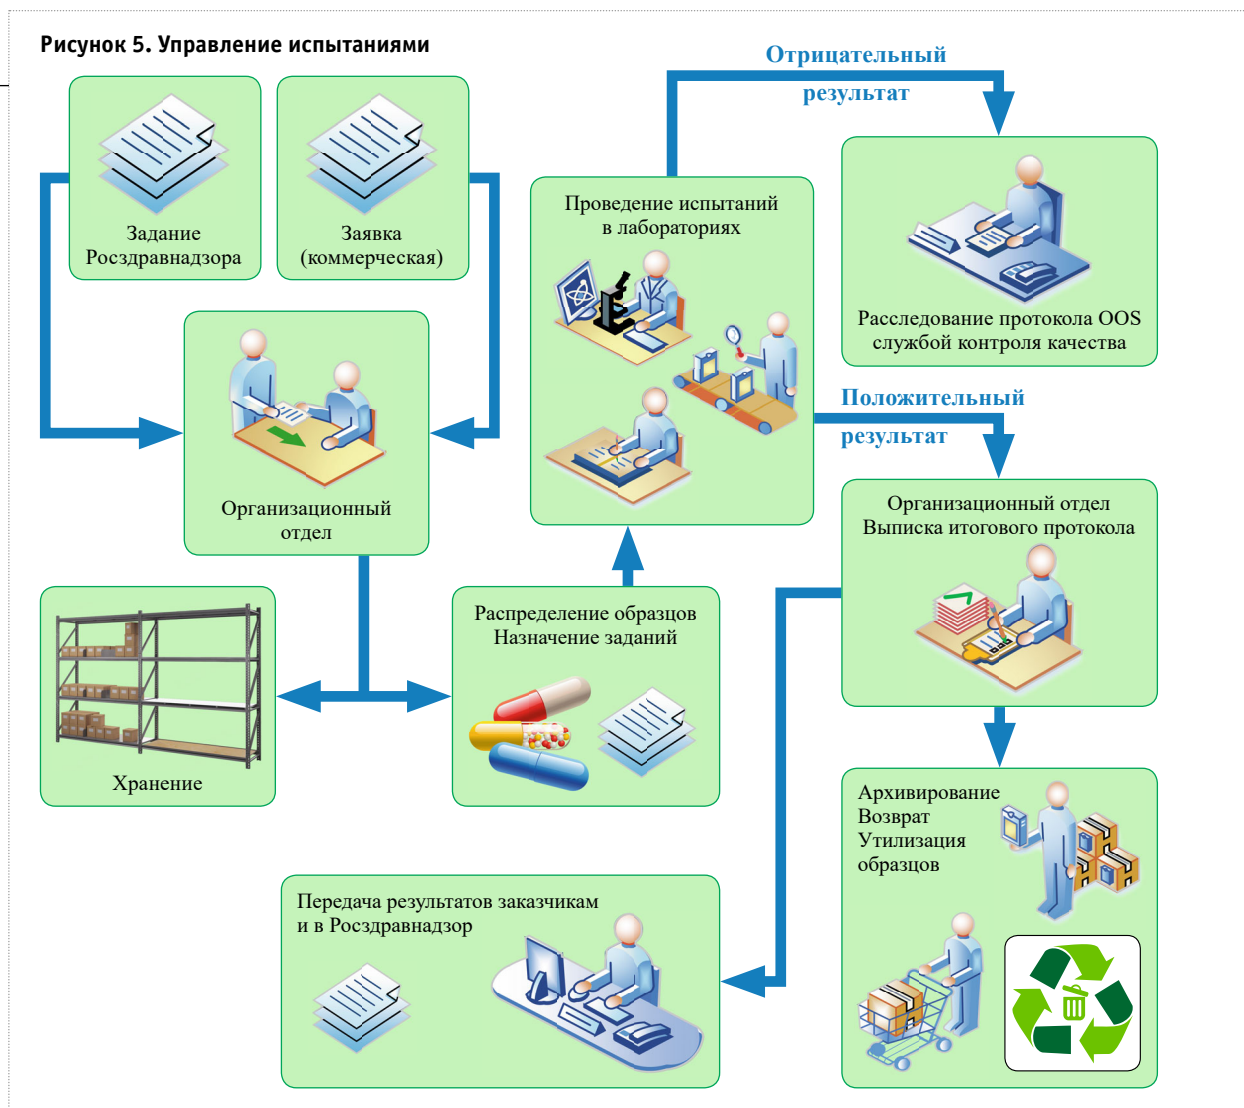 Рисунок 5. Управление испытаниями
Задание
Росздравнадзора
Заявка
(коммерческая)
Организационный
отдел
Хранение
Распределение образцов
Назначение заданий
Проведение испытаний
в лабораториях
Отрицательный
результат
Расследование протокола OOS
службой контроля качества
Положительный
результат
Организационный отдел
Выписка итогового протокола
Архивирование
Возврат
Утилизация
образцов
Передача результатов заказчикам
и в Росздравнадзор